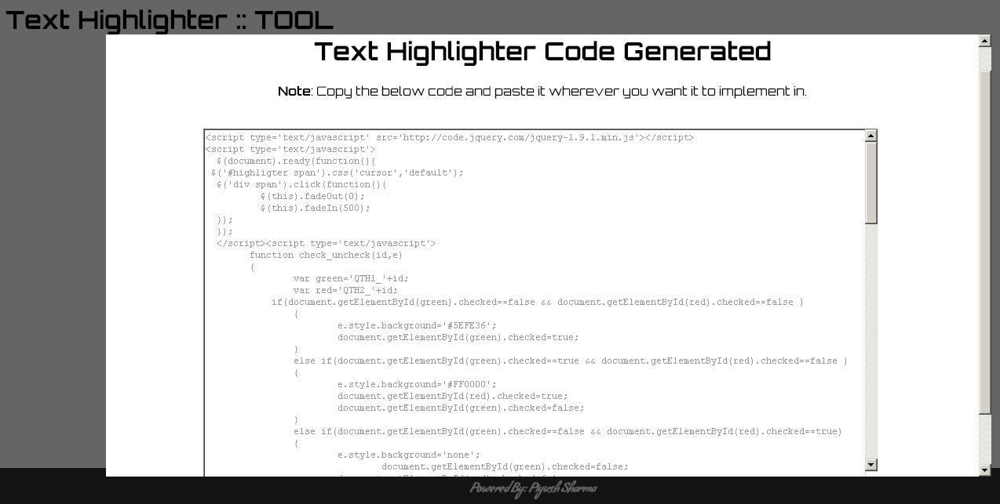 Text Highlighter :: TOOL
Text Highlighter Code Generated
Note: Copy the below code and paste it wherever you want it to implement in.
<script type='text/javascript' src='http://code.jquery.com/jquery-1.9.1.min.js'></script>
<script type='text/javascript'>
$(document).ready(function(){
$('#highligter span').css('cursor','default');
$('div span').click(function(){
$(this).fadeOut(0);
$(this).fadeIn(500);
});
});
</script><script type='text/javascript'>
function check_uncheck(id,e)
{
var green='QTH1_'+id;
var red='QTH2_'+id;
if(document.getElementById(green).checked==false && document.getElementById(red).checked==false )
{
e.style.background='#5EFE36';
document.getElementById(green).checked=true;
}
else if(document.getElementById(green).checked==true && document.getElementById(red).checked==false )
{
e.style.background='#FF0000';
document.getElementById(red).checked=true;
document.getElementById(green).checked=false;
}
else if(document.getElementById(green).checked==false && document.getElementById(red).checked==true)
{
e.style.background='none';
document.getElementById(green).checked=false;
Powered By: Piyush Sharma